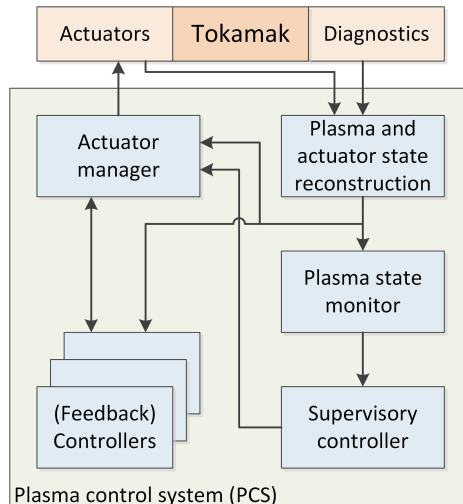 Actuators
Tokamak
Diagnostics
Actuator
manager
Plasma and
actuator state
reconstruction
Plasma state
monitor
(Feedback)
Controllers
Supervisory
controller
Plasma control system (PCS)